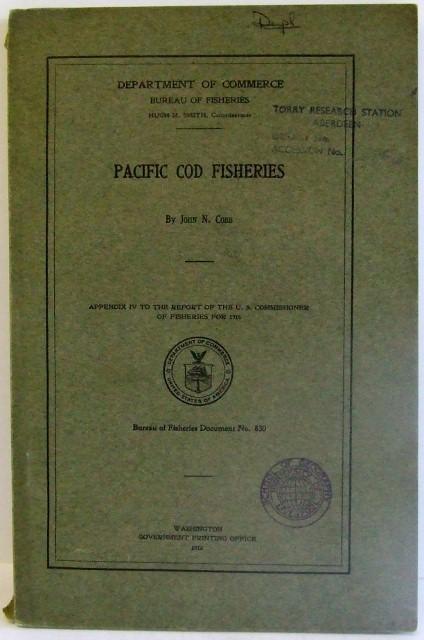 Dupl
DEPARTMENT OF COMMERCE
BUREAU OF FISHERIES
HUGH M. SMITH, Commissioner
TORRY RESEARCH STATION
ABERDEEN
ACCESSION No.
PACIFIC COD FISHERIES
By JOHN N. COBB
APPENDIX IV TO THE REPORT OF THE U. S. COMMISSIONER
OF FISHERIES FOR 1915
DEPARTMENT OF COMMERCE
UNITED STATES OF AMERICA
Bureau of Fisheries Document No. 830
WASHINGTON
GOVERNMENT PRINTING OFFICE